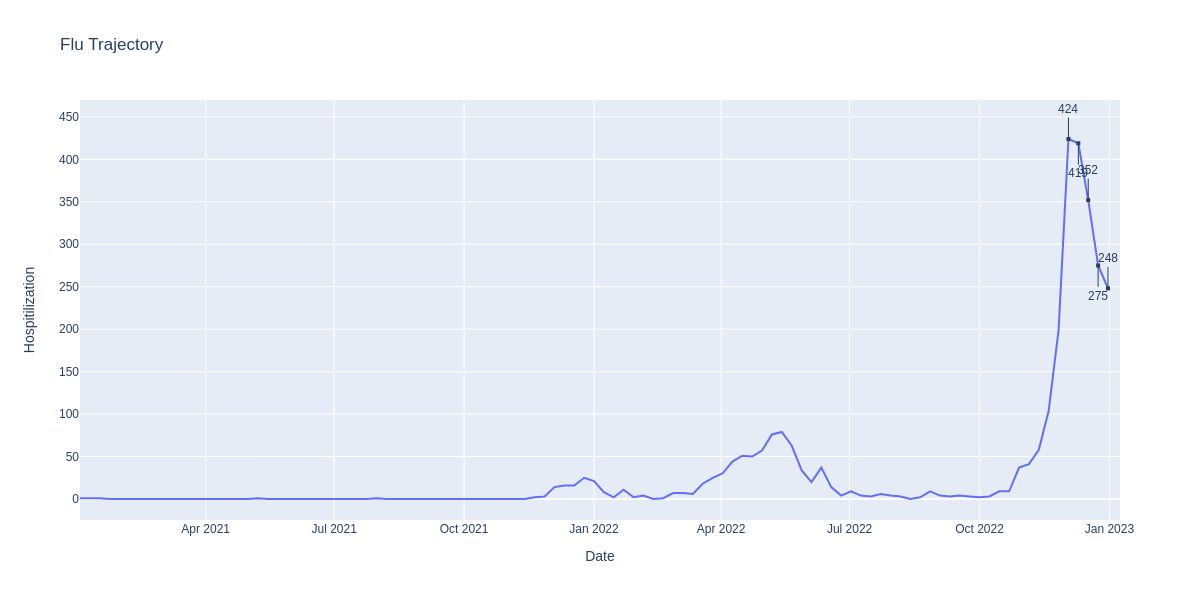 Flu Trajectory
450
400
350
300
250
200
150
100
50
0
424
419
352
275
248
Apr 2021
Jul 2021
Oct 2021
Jan 2022
Apr 2022
Jul 2022
Oct 2022
Jan 2023
Date
Hospitilization